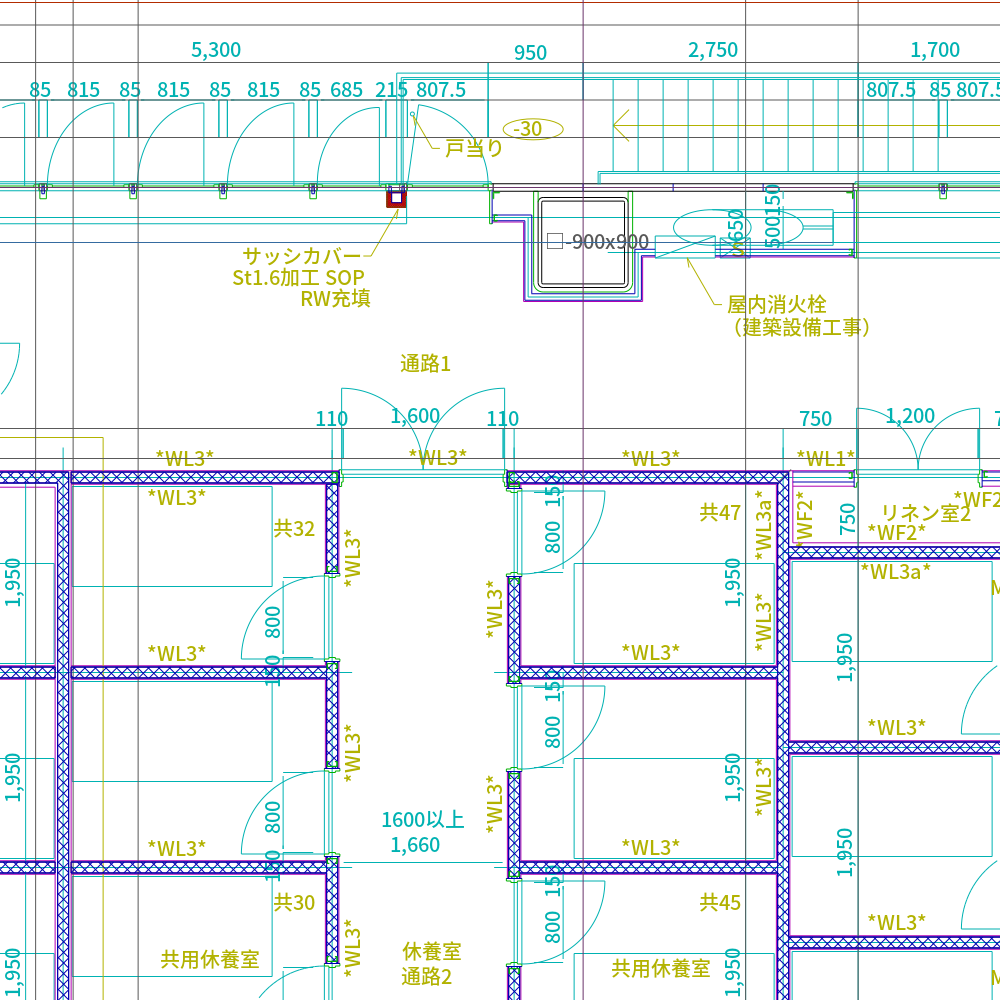 5,300
950
2,750
1,700
85
815
85
815
85
815
85
685
215
807.5
807.5
85
-30
戸当り
650
500
150
□-900x900
サッシカバー
St1.6加工 SOP
RW充填
屋内消火栓
（建築設備工事）
通路1
110
1,600
110
750
1,200
*WL3*
*WL3*
*WL3*
*WL1*
*WL3*
共32
*WL3*
共47
*WL3a*
*WF2*
750
リネン室2
*WF2*
800
1,950
1,950
*WL3a*
*WL3*
*WL3*
800
*WL3*
*WL3*
1,950
150
*WL3*
*WL3*
800
*WL3*
1,950
1,950
*WL3*
*WL3*
800
1600以上
1,660
*WL3*
*WL3*
1,950
150
共30
共45
*WL3*
*WL3*
800
共用休養室
休養室
通路2
共用休養室
1,950
1,950